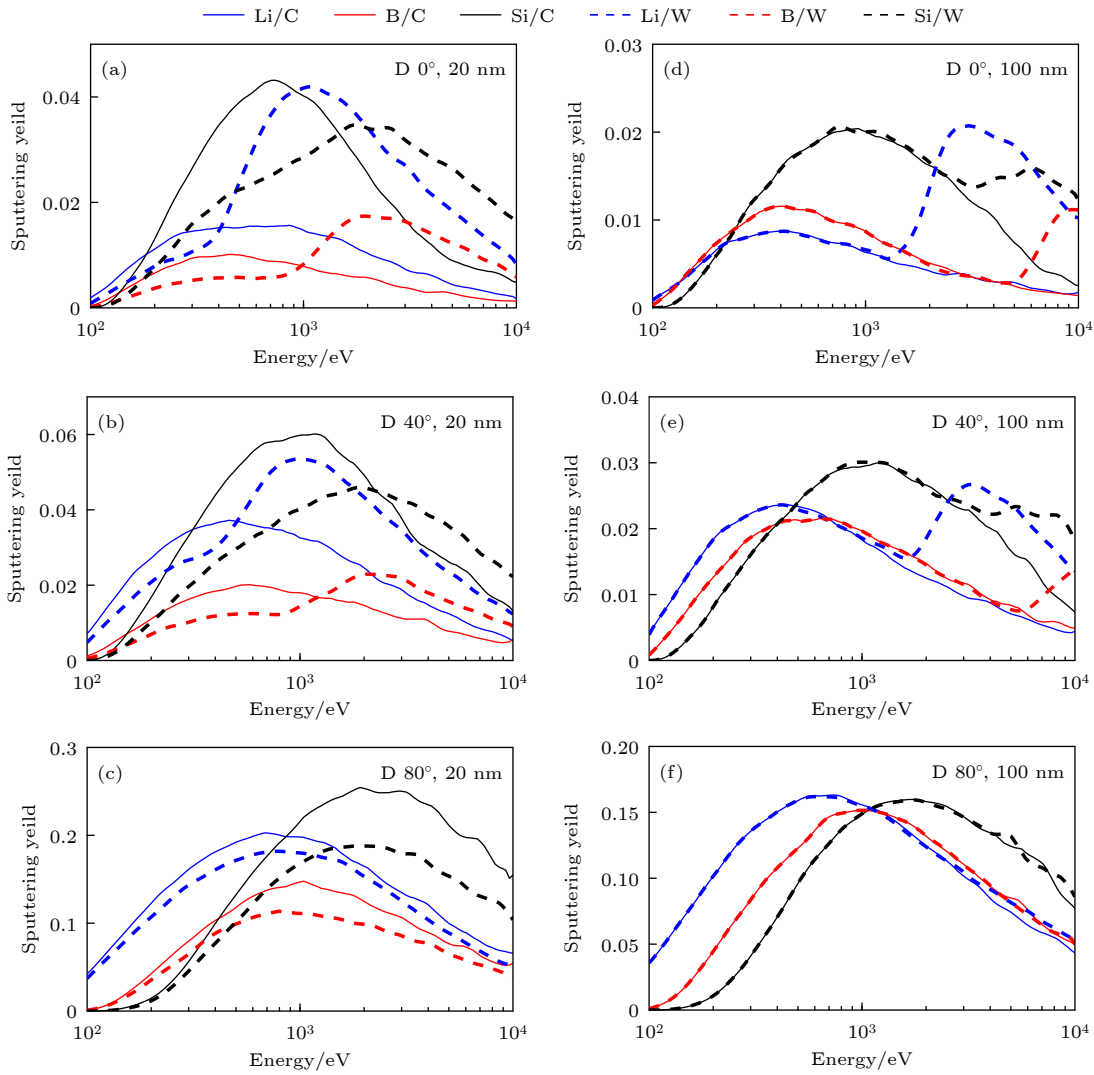 Li/C B/C Si/C Li/W B/W Si/W
(a) D 0°, 20 nm
Sputtering yeild
0.04
0.02
0
10² 10³ 10⁴
Energy/eV
(d) D 0°, 100 nm
Sputtering yeild
0.03
0.02
0.01
0
10² 10³ 10⁴
Energy/eV
(b) D 40°, 20 nm
Sputtering yeild
0.06
0.04
0.02
0
10² 10³ 10⁴
Energy/eV
(e) D 40°, 100 nm
Sputtering yeild
0.04
0.03
0.02
0.01
0
10² 10³ 10⁴
Energy/eV
(c) D 80°, 20 nm
Sputtering yeild
0.3
0.2
0.1
0
10² 10³ 10⁴
Energy/eV
(f) D 80°, 100 nm
Sputtering yeild
0.20
0.15
0.10
0.05
0
10² 10³ 10⁴
Energy/eV